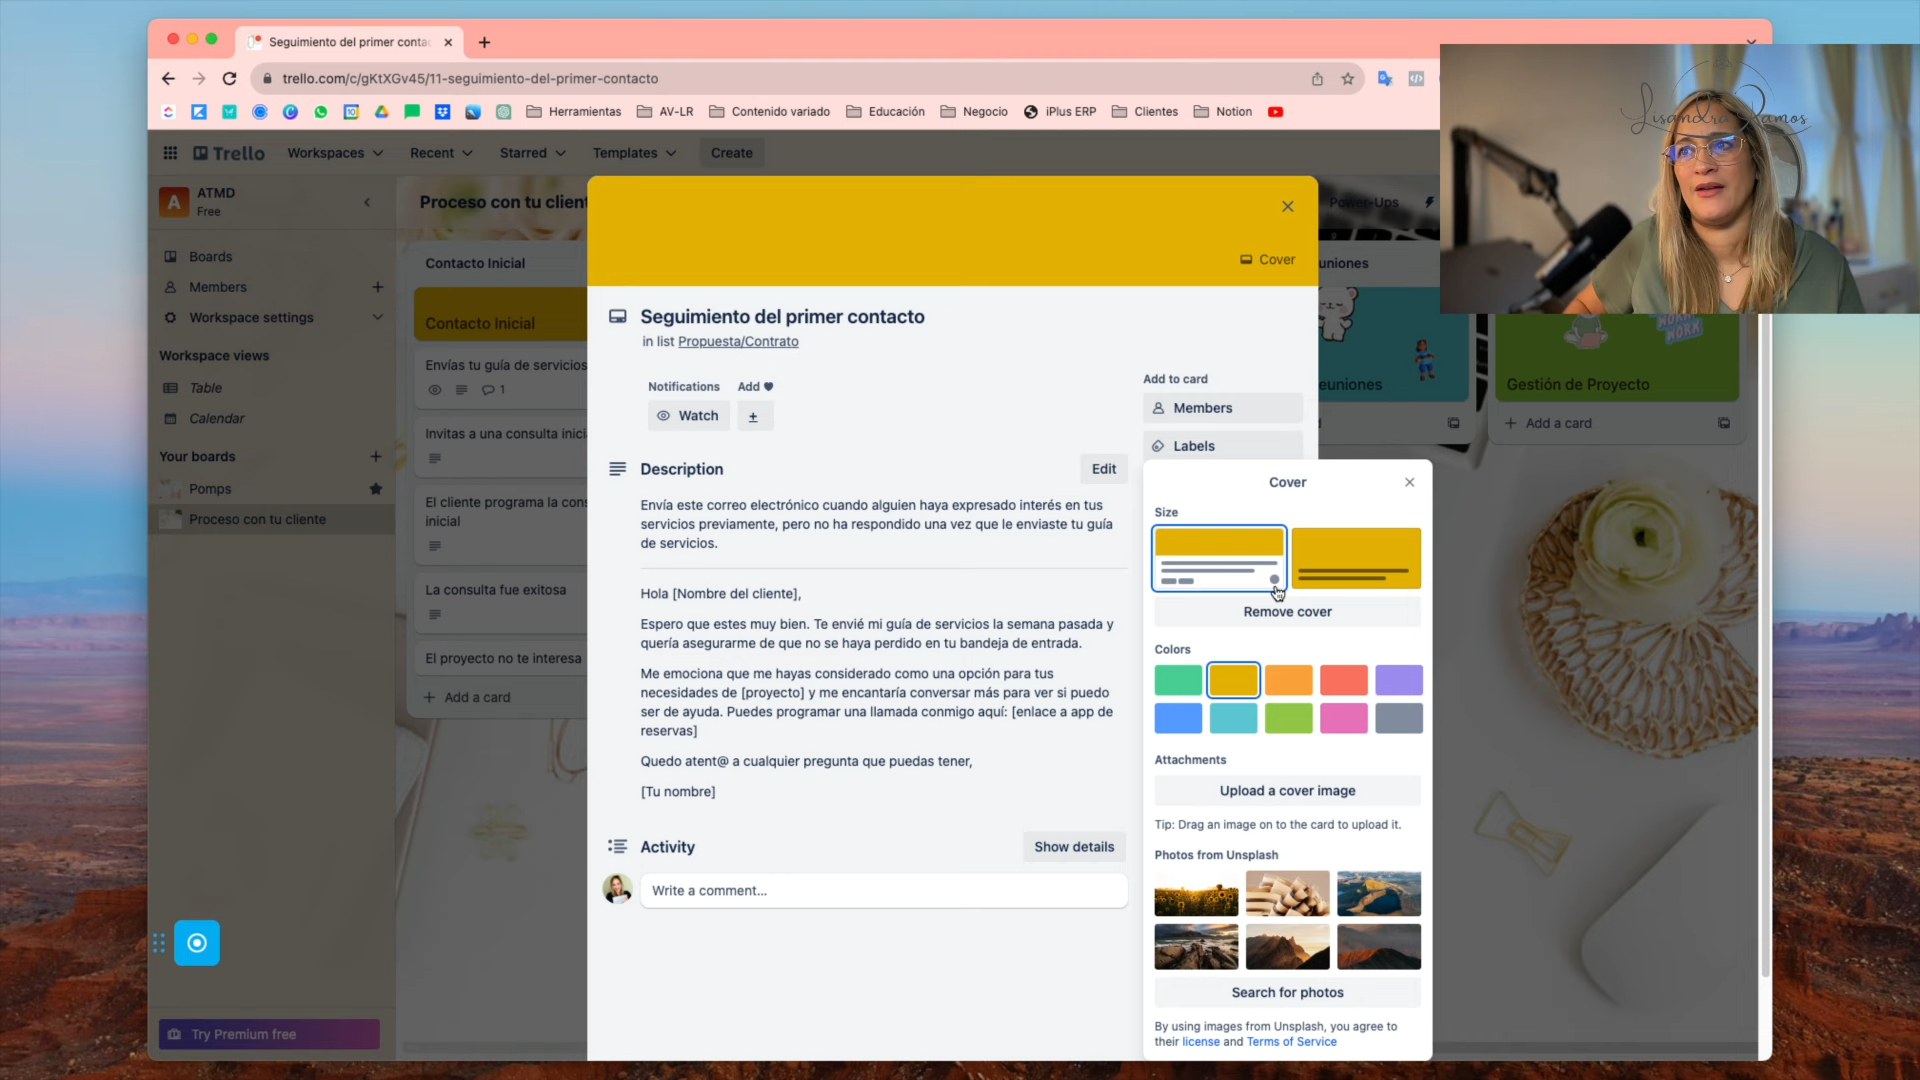 Seguimiento del primer conta
trello.com/c/gKtXGv45/11-seguimiento-del-primer-contacto
Herramientas
AV-LR
Contenido variado
Educación
Negocio
iPlus ERP
Clientes
Notion
Lisandra Ramos
Trello
Workspaces
Recent
Starred
Templates
Create
A
ATMD
Free
Boards
Members
Workspace settings
Workspace views
Table
Calendar
Your boards
Pomps
Proceso con tu cliente
Try Premium free
Proceso con tu client
Power-Ups
Contacto Inicial
Contacto Inicial
Envías tu guía de servicios
1
Invitas a una consulta inici
El cliente programa la cons
inicial
La consulta fue exitosa
El proyecto no te interesa
Add a card
Cover
Seguimiento del primer contacto
in list Propuesta/Contrato
Notifications
Add
Watch
Description
Edit
Envía este correo electrónico cuando alguien haya expresado interés en tus
servicios previamente, pero no ha respondido una vez que le enviaste tu guía
de servicios.
Hola [Nombre del cliente],
Espero que estes muy bien. Te envié mi guía de servicios la semana pasada y
quería asegurarme de que no se haya perdido en tu bandeja de entrada.
Me emociona que me hayas considerado como una opción para tus
necesidades de [proyecto] y me encantaría conversar más para ver si puedo
ser de ayuda. Puedes programar una llamada conmigo aquí: [enlace a app de
reservas]
Quedo atent@ a cualquier pregunta que puedas tener,
[Tu nombre]
Activity
Show details
Write a comment...
Add to card
Members
Labels
Cover
Size
Remove cover
Colors
Attachments
Upload a cover image
Tip: Drag an image on to the card to upload it.
Photos from Unsplash
Search for photos
By using images from Unsplash, you agree to
their license and Terms of Service
uniones
euniones
WORK
WORK
Gestión de Proyecto
Add a card